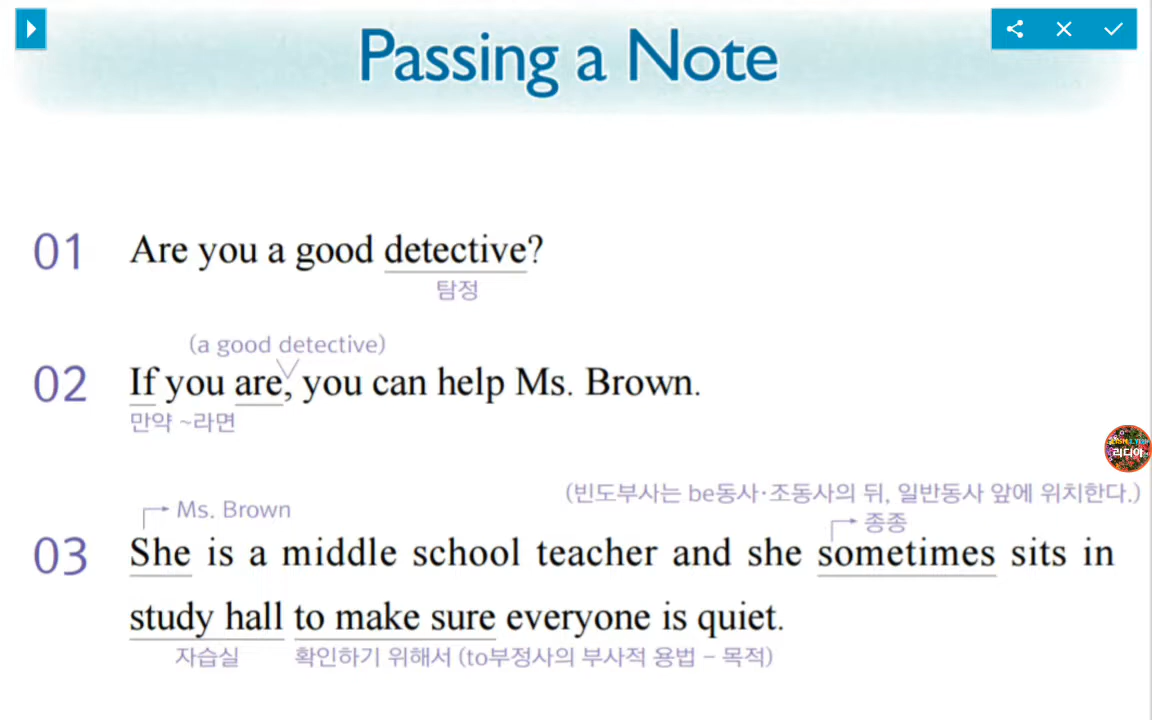 Passing a Note
01 Are you a good detective?
탐정
(a good detective)
02 If you are, you can help Ms. Brown.
만약 ~라면
(빈도부사는 be동사·조동사의 뒤, 일반동사 앞에 위치한다.)
Ms. Brown
종종
03 She is a middle school teacher and she sometimes sits in
study hall to make sure everyone is quiet.
자습실 확인하기 위해서 (to부정사의 부사적 용법 – 목적)
리디아